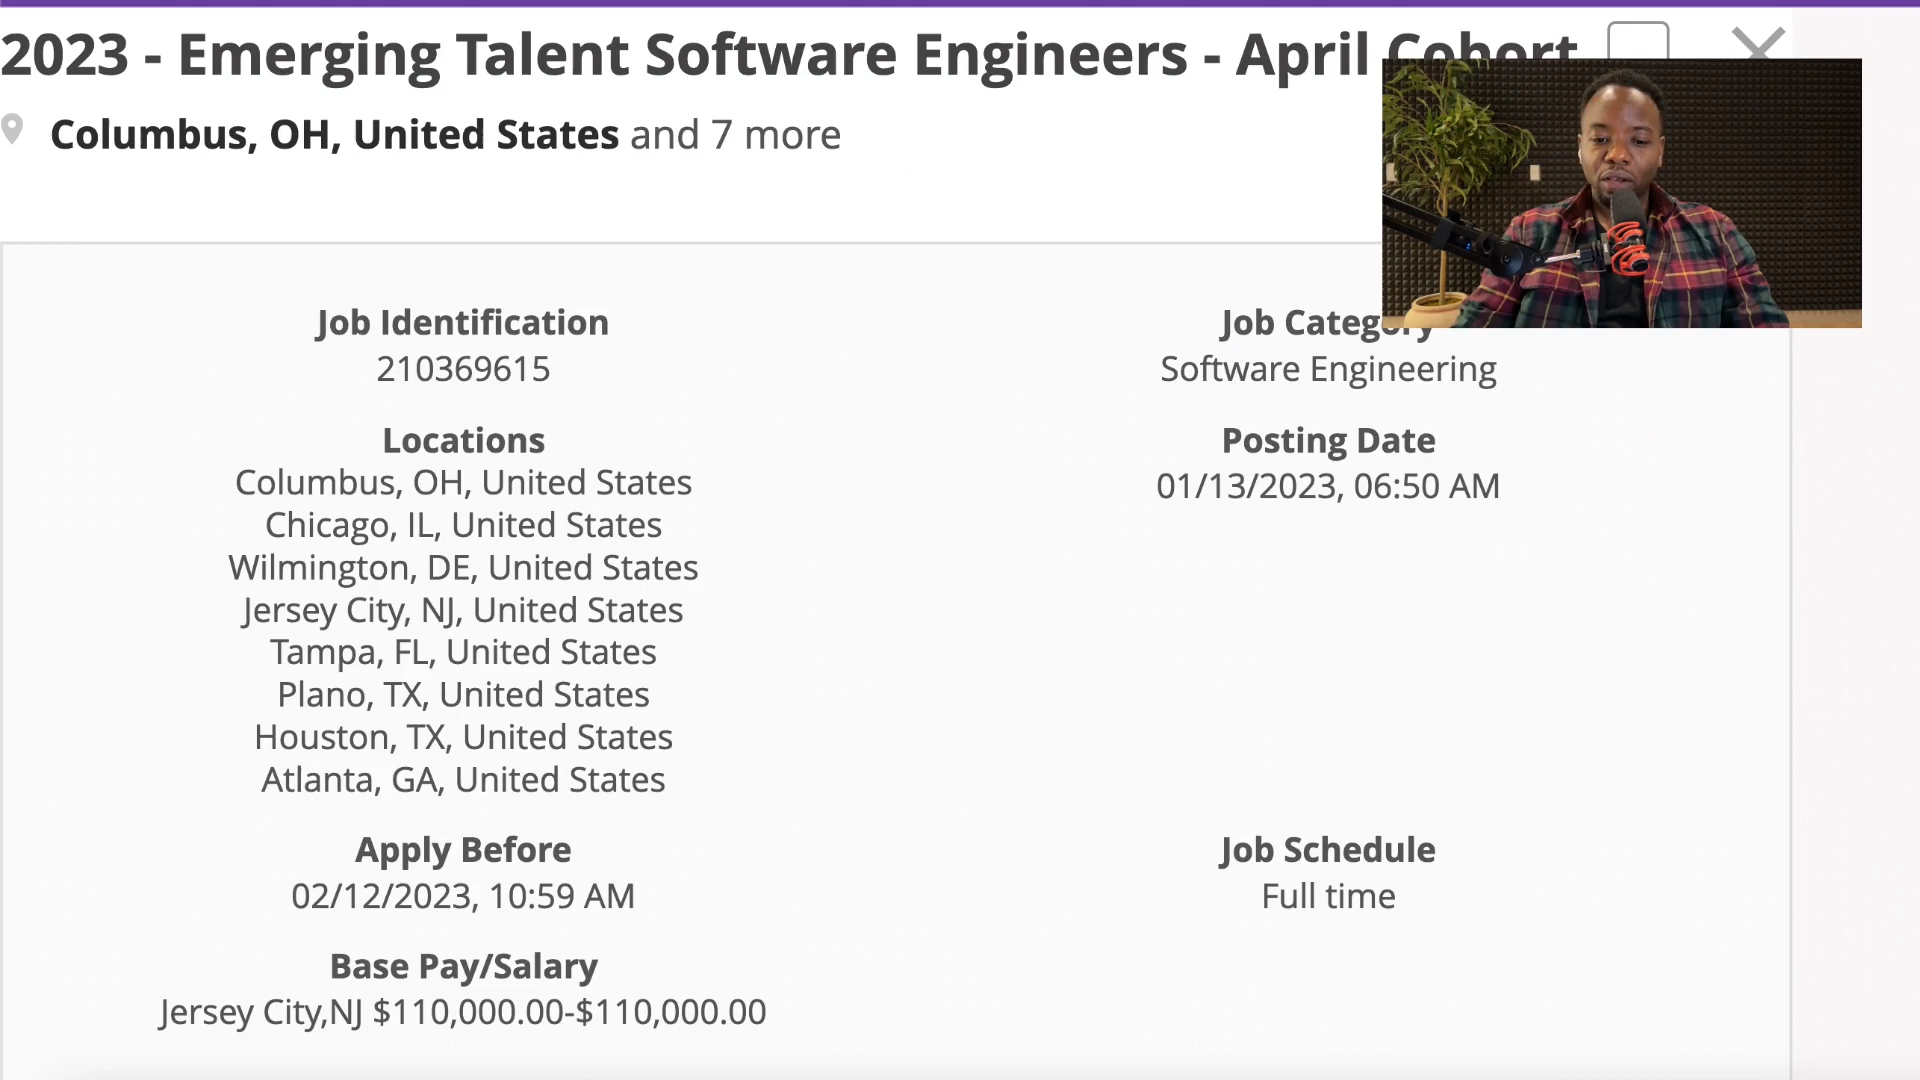 2023 - Emerging Talent Software Engineers - April Cohort
Columbus, OH, United States and 7 more
Job Identification
210369615
Job Category
Software Engineering
Locations
Columbus, OH, United States
Chicago, IL, United States
Wilmington, DE, United States
Jersey City, NJ, United States
Tampa, FL, United States
Plano, TX, United States
Houston, TX, United States
Atlanta, GA, United States
Posting Date
01/13/2023, 06:50 AM
Apply Before
02/12/2023, 10:59 AM
Job Schedule
Full time
Base Pay/Salary
Jersey City,NJ $110,000.00-$110,000.00